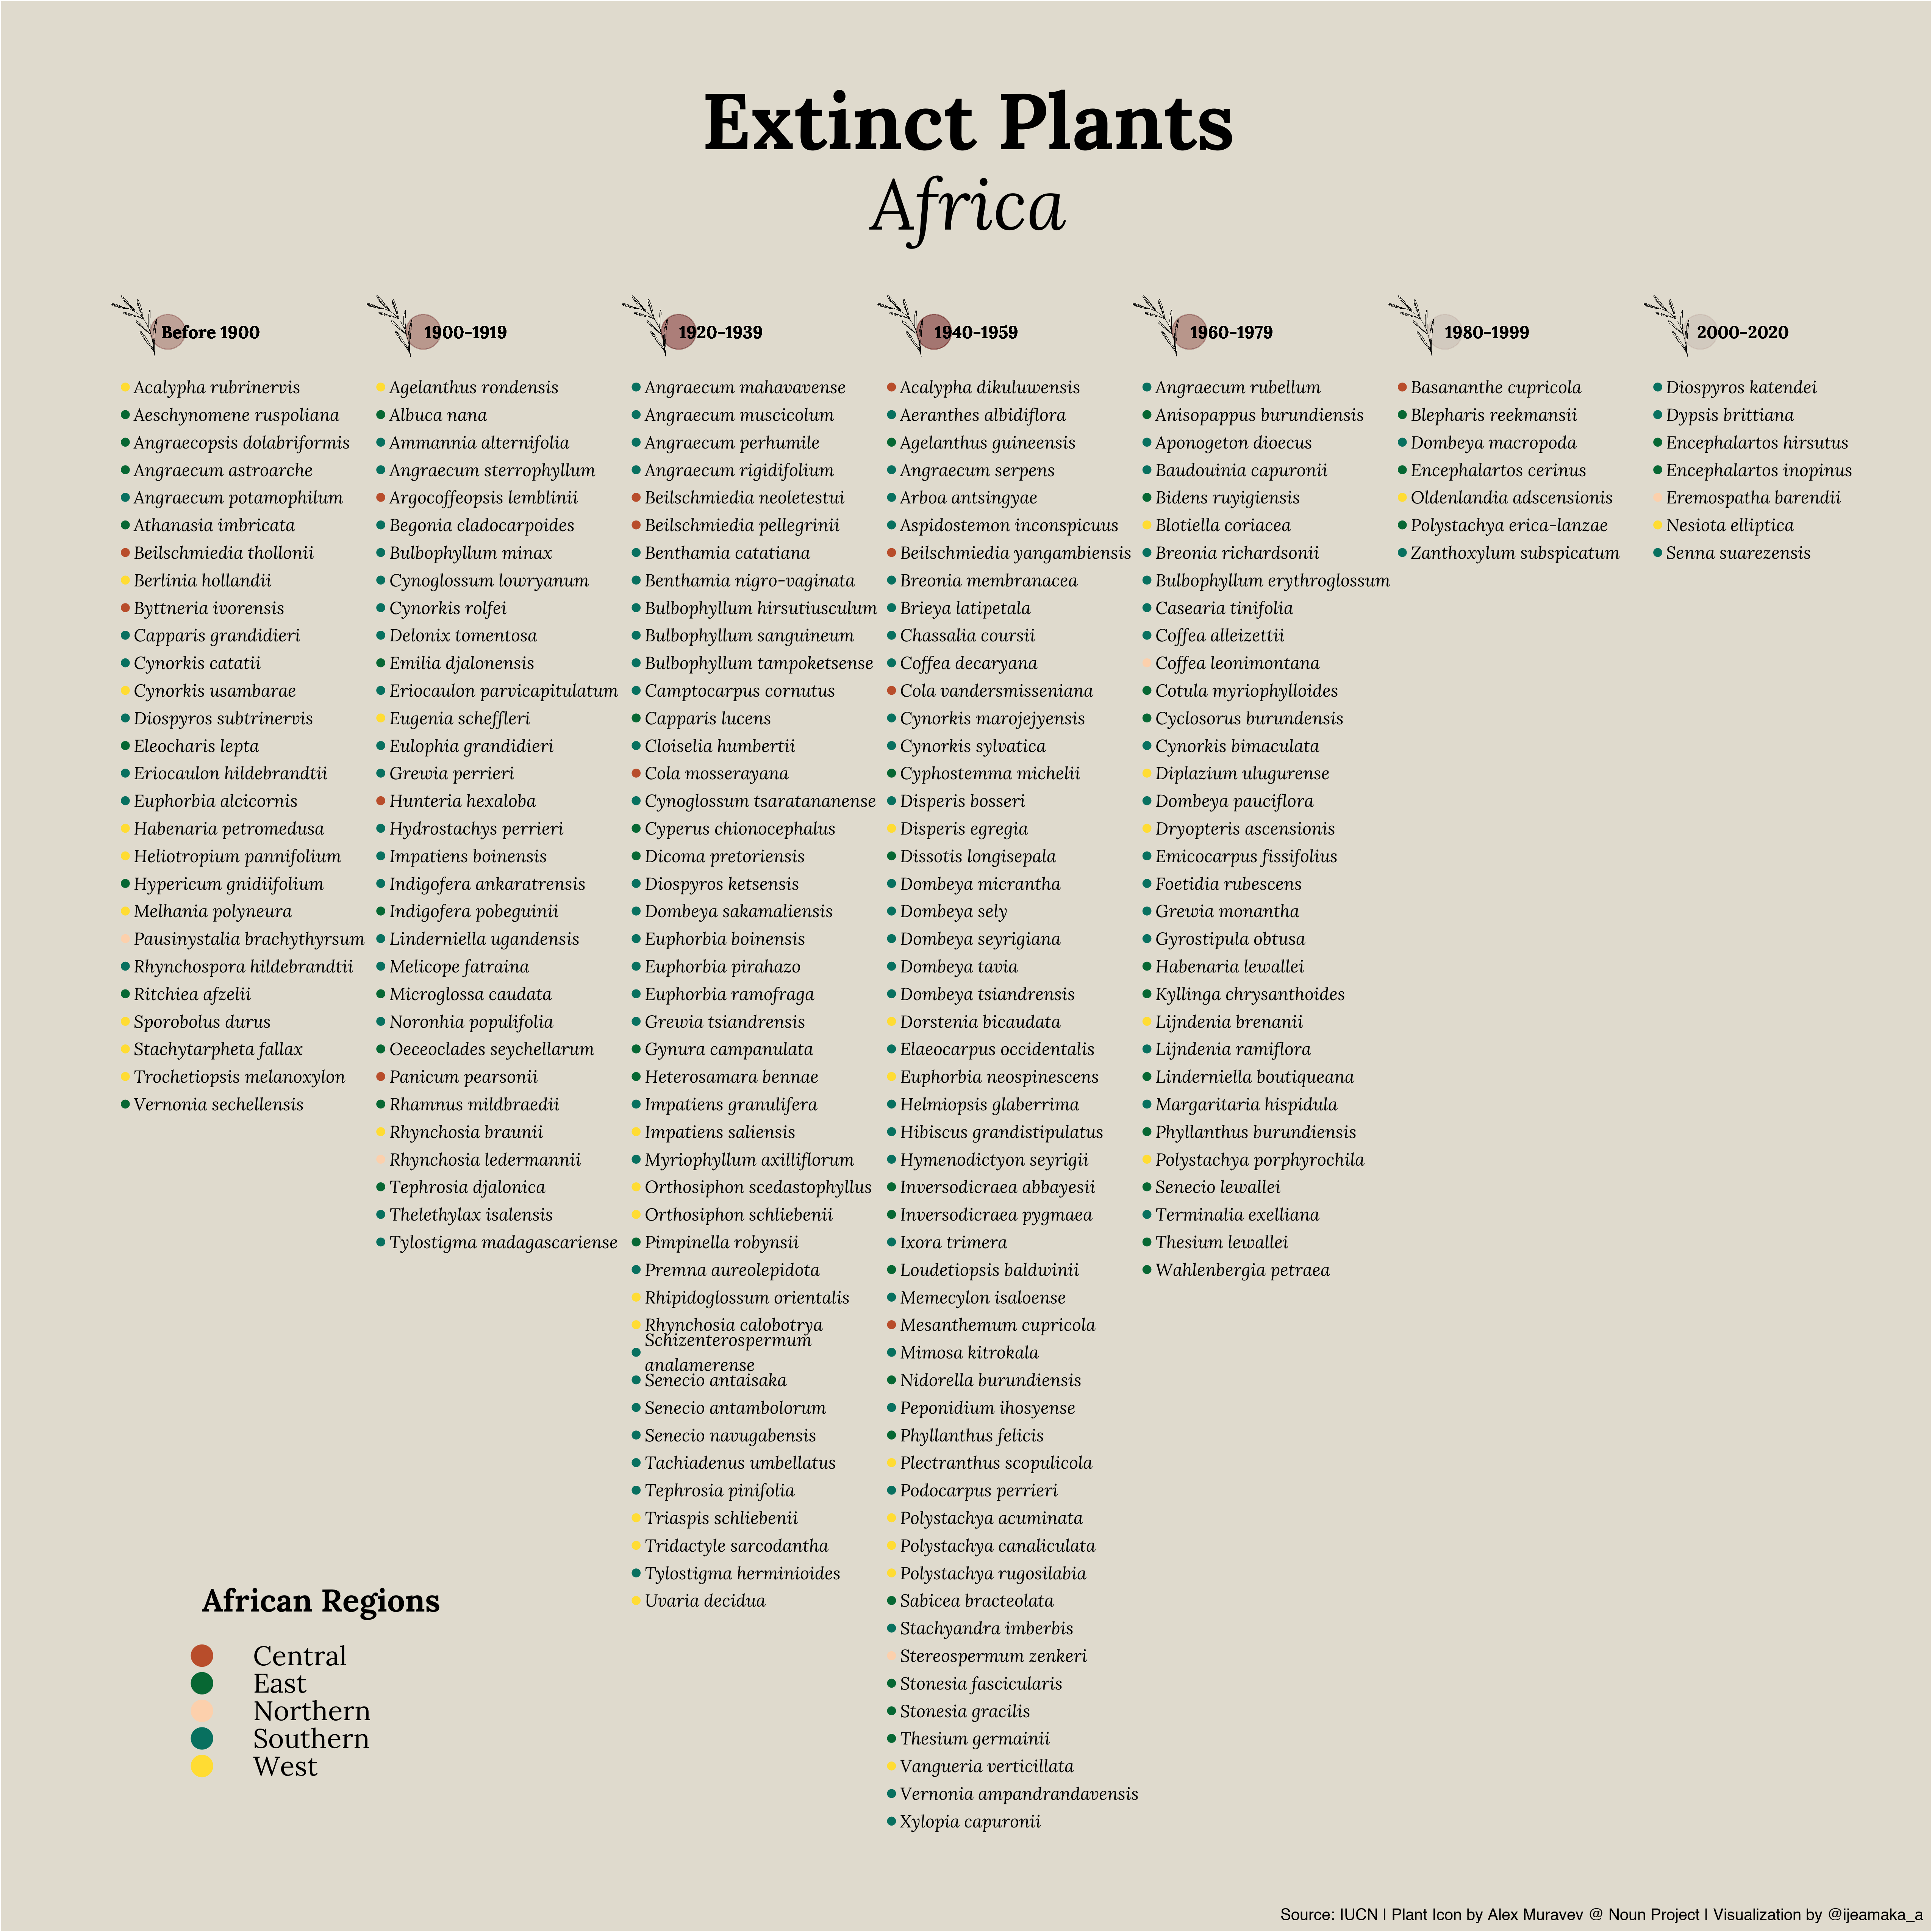 Extinct Plants
Africa
Before 1900
Acalypha rubrinervis
Aeschynomene ruspoliana
Angraecopsis dolabriformis
Angraecum astroarche
Angraecum potamophilum
Athanasia imbricata
Beilschmiedia thollonii
Berlinia hollandii
Byttneria ivorensis
Capparis grandidieri
Cynorkis catatii
Cynorkis usambarae
Diospyros subtrinervis
Eleocharis lepta
Eriocaulon hildebrandtii
Euphorbia alcicornis
Habenaria petromedusa
Heliotropium pannifolium
Hypericum gnidiifolium
Melhania polyneura
Pausinystalia brachythyrsum
Rhynchospora hildebrandtii
Ritchiea afzelii
Sporobolus durus
Stachytarpheta fallax
Trochetiopsis melanoxylon
Vernonia sechellensis
1900-1919
Agelanthus rondensis
Albuca nana
Ammannia alternifolia
Angraecum sterrophyllum
Argocoffeopsis lemblinii
Begonia cladocarpoides
Bulbophyllum minax
Cynoglossum lowryanum
Cynorkis rolfei
Delonix tomentosa
Emilia djalonensis
Eriocaulon parvicapitulatum
Eugenia scheffleri
Eulophia grandidieri
Grewia perrieri
Hunteria hexaloba
Hydrostachys perrieri
Impatiens boinensis
Indigofera ankaratrensis
Indigofera pobeguinii
Linderniella ugandensis
Melicope fatraina
Microglossa caudata
Noronhia populifolia
Oeceoclades seychellarum
Panicum pearsonii
Rhamnus mildbraedii
Rhynchosia braunii
Rhynchosia ledermannii
Tephrosia djalonica
Thelethylax isalensis
Tylostigma madagascariense
1920-1939
Angraecum mahavavense
Angraecum muscicolum
Angraecum perhumile
Angraecum rigidifolium
Beilschmiedia neoletestui
Beilschmiedia pellegrinii
Benthamia catatiana
Benthamia nigro-vaginata
Bulbophyllum hirsutiusculum
Bulbophyllum sanguineum
Bulbophyllum tampoketsense
Camptocarpus cornutus
Capparis lucens
Cloiselia humbertii
Cola mosserayana
Cynoglossum tsaratananense
Cyperus chionocephalus
Dicoma pretoriensis
Diospyros ketsensis
Dombeya sakamaliensis
Euphorbia boinensis
Euphorbia pirahazo
Euphorbia ramofraga
Grewia tsiandrensis
Gynura campanulata
Heterosamara bennae
Impatiens granulifera
Impatiens saliensis
Myriophyllum axilliflorum
Orthosiphon scedastophyllus
Orthosiphon schliebenii
Pimpinella robynsii
Premna aureolepidota
Rhipidoglossum orientalis
Rhynchosia calobotrya
Schizenterospermum
analamerense
Senecio antaisaka
Senecio antambolorum
Senecio navugabensis
Tachiadenus umbellatus
Tephrosia pinifolia
Triaspis schliebenii
Tridactyle sarcodantha
Tylostigma herminioides
Uvaria decidua
1940-1959
Acalypha dikuluwensis
Aeranthes albidiflora
Agelanthus guineensis
Angraecum serpens
Arboa antsingyae
Aspidostemon inconspicuus
Beilschmiedia yangambiensis
Breonia membranacea
Brieya latipetala
Chassalia coursii
Coffea decaryana
Cola vandersmisseniana
Cynorkis marojejyensis
Cynorkis sylvatica
Cyphostemma michelii
Disperis bosseri
Disperis egregia
Dissotis longisepala
Dombeya micrantha
Dombeya sely
Dombeya seyrigiana
Dombeya tavia
Dombeya tsiandrensis
Dorstenia bicaudata
Elaeocarpus occidentalis
Euphorbia neospinescens
Helmiopsis glaberrima
Hibiscus grandistipulatus
Hymenodictyon seyrigii
Inversodicraea abbayesii
Inversodicraea pygmaea
Ixora trimera
Loudetiopsis baldwinii
Memecylon isaloense
Mesanthemum cupricola
Mimosa kitrokala
Nidorella burundiensis
Peponidium ihosyense
Phyllanthus felicis
Plectranthus scopulicola
Podocarpus perrieri
Polystachya acuminata
Polystachya canaliculata
Polystachya rugosilabia
Sabicea bracteolata
Stachyandra imberbis
Stereospermum zenkeri
Stonesia fascicularis
Stonesia gracilis
Thesium germainii
Vangueria verticillata
Vernonia ampandrandavensis
Xylopia capuronii
1960-1979
Angraecum rubellum
Anisopappus burundiensis
Aponogeton dioecus
Baudouinia capuronii
Bidens ruyigiensis
Blotiella coriacea
Breonia richardsonii
Bulbophyllum erythroglossum
Casearia tinifolia
Coffea alleizettii
Coffea leonimontana
Cotula myriophylloides
Cyclosorus burundensis
Cynorkis bimaculata
Diplazium ulugurense
Dombeya pauciflora
Dryopteris ascensionis
Emicocarpus fissifolius
Foetidia rubescens
Grewia monantha
Gyrostipula obtusa
Habenaria lewallei
Kyllinga chrysanthoides
Lijndenia brenanii
Lijndenia ramiflora
Linderniella boutiqueana
Margaritaria hispidula
Phyllanthus burundiensis
Polystachya porphyrochila
Senecio lewallei
Terminalia exelliana
Thesium lewallei
Wahlenbergia petraea
1980-1999
Basananthe cupricola
Blepharis reekmansii
Dombeya macropoda
Encephalartos cerinus
Oldenlandia adscensionis
Polystachya erica-lanzae
Zanthoxylum subspicatum
2000-2020
Diospyros katendei
Dypsis brittiana
Encephalartos hirsutus
Encephalartos inopinus
Eremospatha barendii
Nesiota elliptica
Senna suarezensis
African Regions
Central
East
Northern
Southern
West
Source: IUCN | Plant Icon by Alex Muravev @ Noun Project | Visualization by @ijeamaka_a